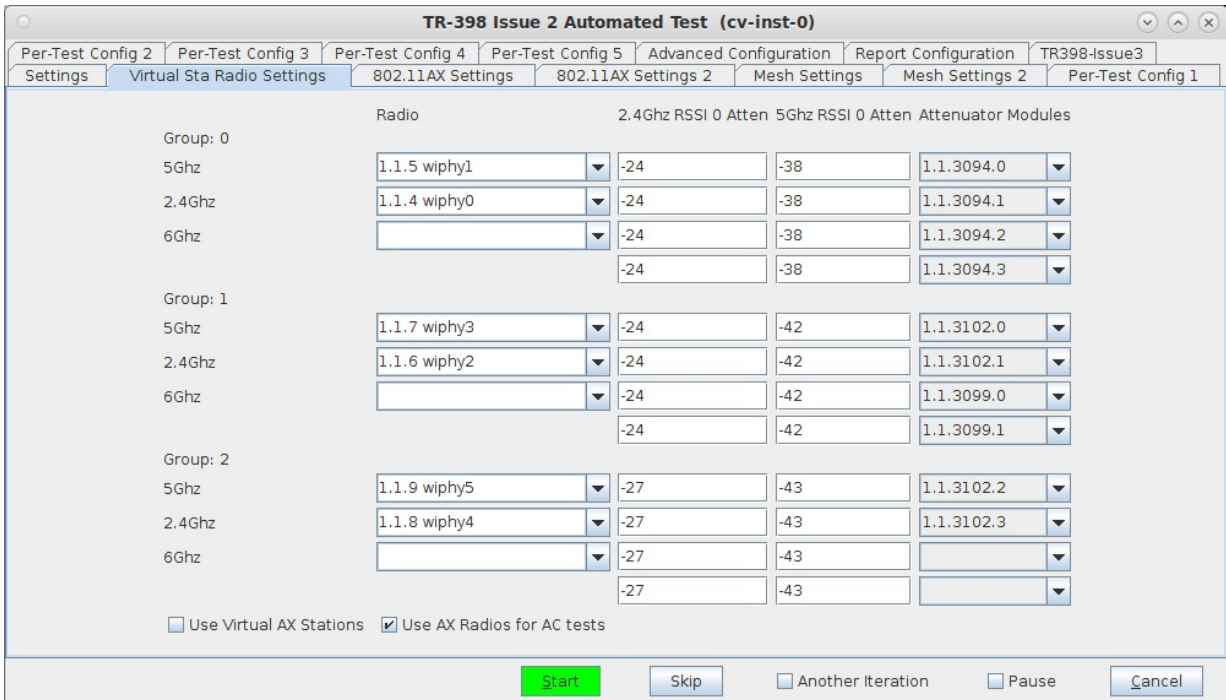 TR-398 Issue 2 Automated Test (cv-inst-0)
Per-Test Config 2 Per-Test Config 3 Per-Test Config 4 Per-Test Config 5 Advanced Configuration Report Configuration TR398-Issue3
Settings Virtual Sta Radio Settings 802.11AX Settings 802.11AX Settings 2 Mesh Settings Mesh Settings 2 Per-Test Config 1
Radio 2.4Ghz RSSI 0 Atten 5Ghz RSSI 0 Atten Attenuator Modules
Group: 0
5Ghz 1.1.5 wiphy1 -24 -38 1.1.3094.0
2.4Ghz 1.1.4 wiphy0 -24 -38 1.1.3094.1
6Ghz -24 -38 1.1.3094.2
-24 -38 1.1.3094.3
Group: 1
5Ghz 1.1.7 wiphy3 -24 -42 1.1.3102.0
2.4Ghz 1.1.6 wiphy2 -24 -42 1.1.3102.1
6Ghz -24 -42 1.1.3099.0
-24 -42 1.1.3099.1
Group: 2
5Ghz 1.1.9 wiphy5 -27 -43 1.1.3102.2
2.4Ghz 1.1.8 wiphy4 -27 -43 1.1.3102.3
6Ghz -27 -43
-27 -43
Use Virtual AX Stations Use AX Radios for AC tests
Start Skip Another Iteration Pause Cancel